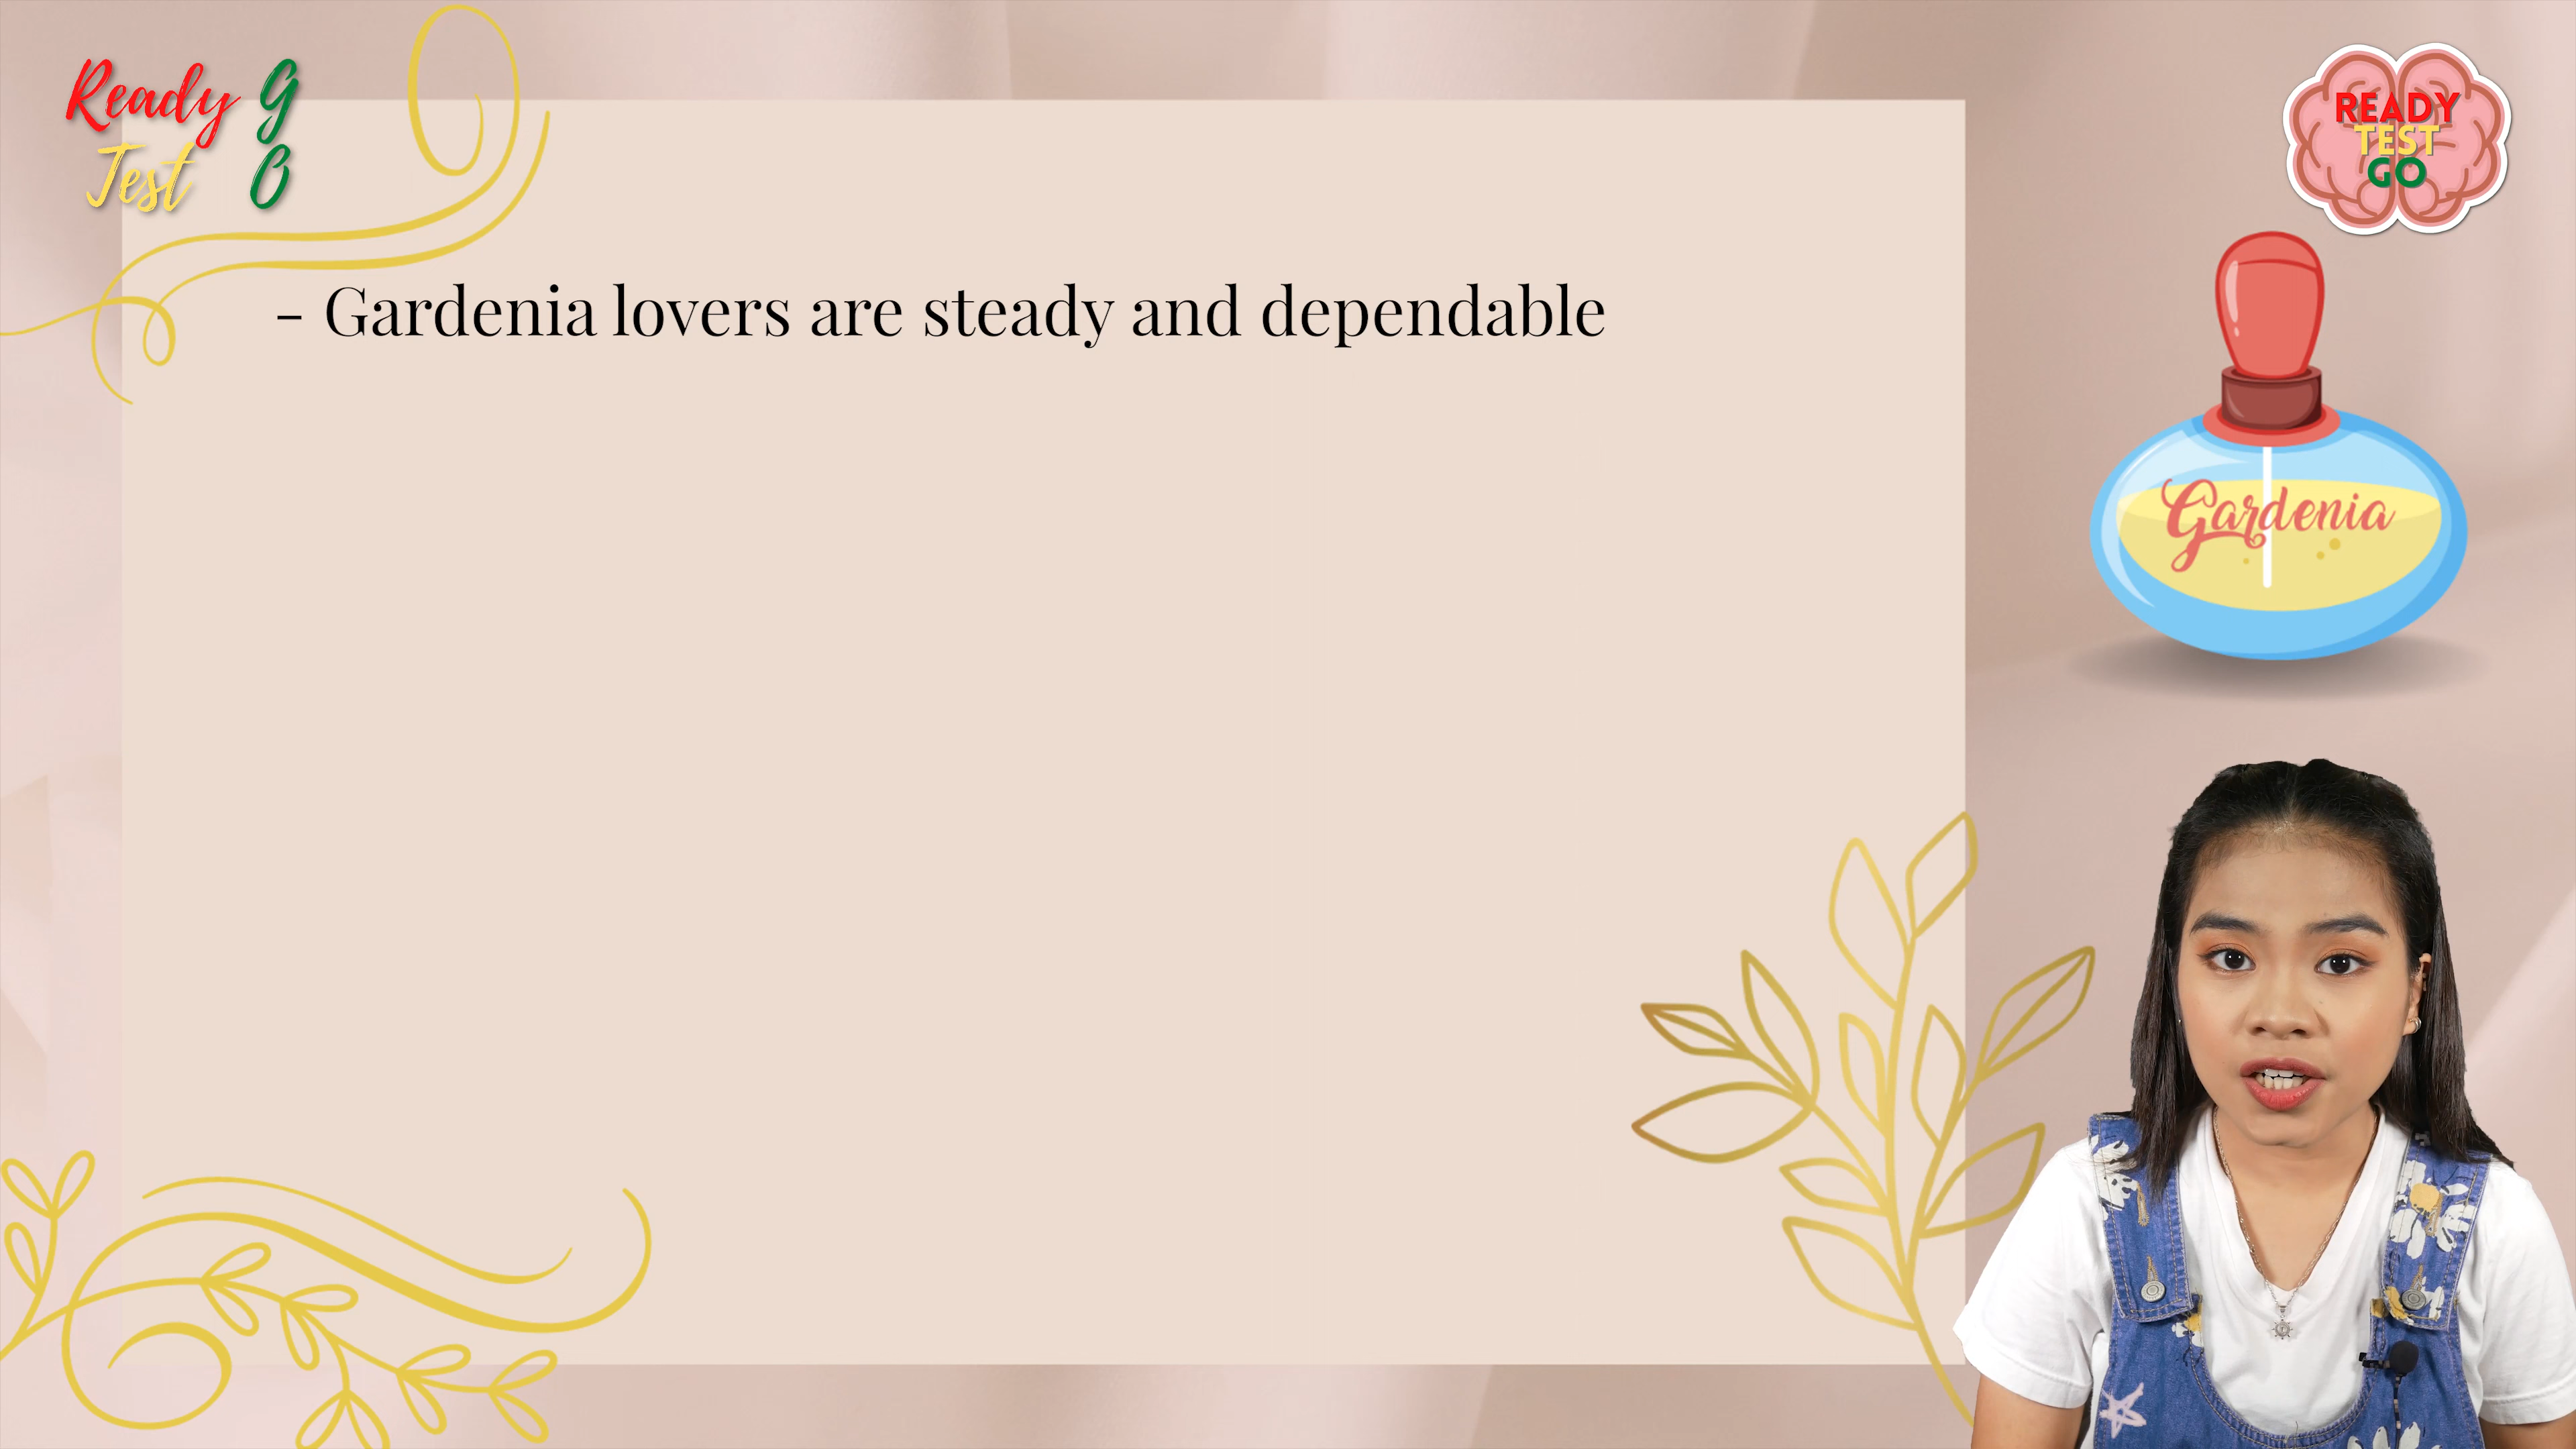 Ready GO
Test
READY
TEST
GO
- Gardenia lovers are steady and dependable
Gardenia